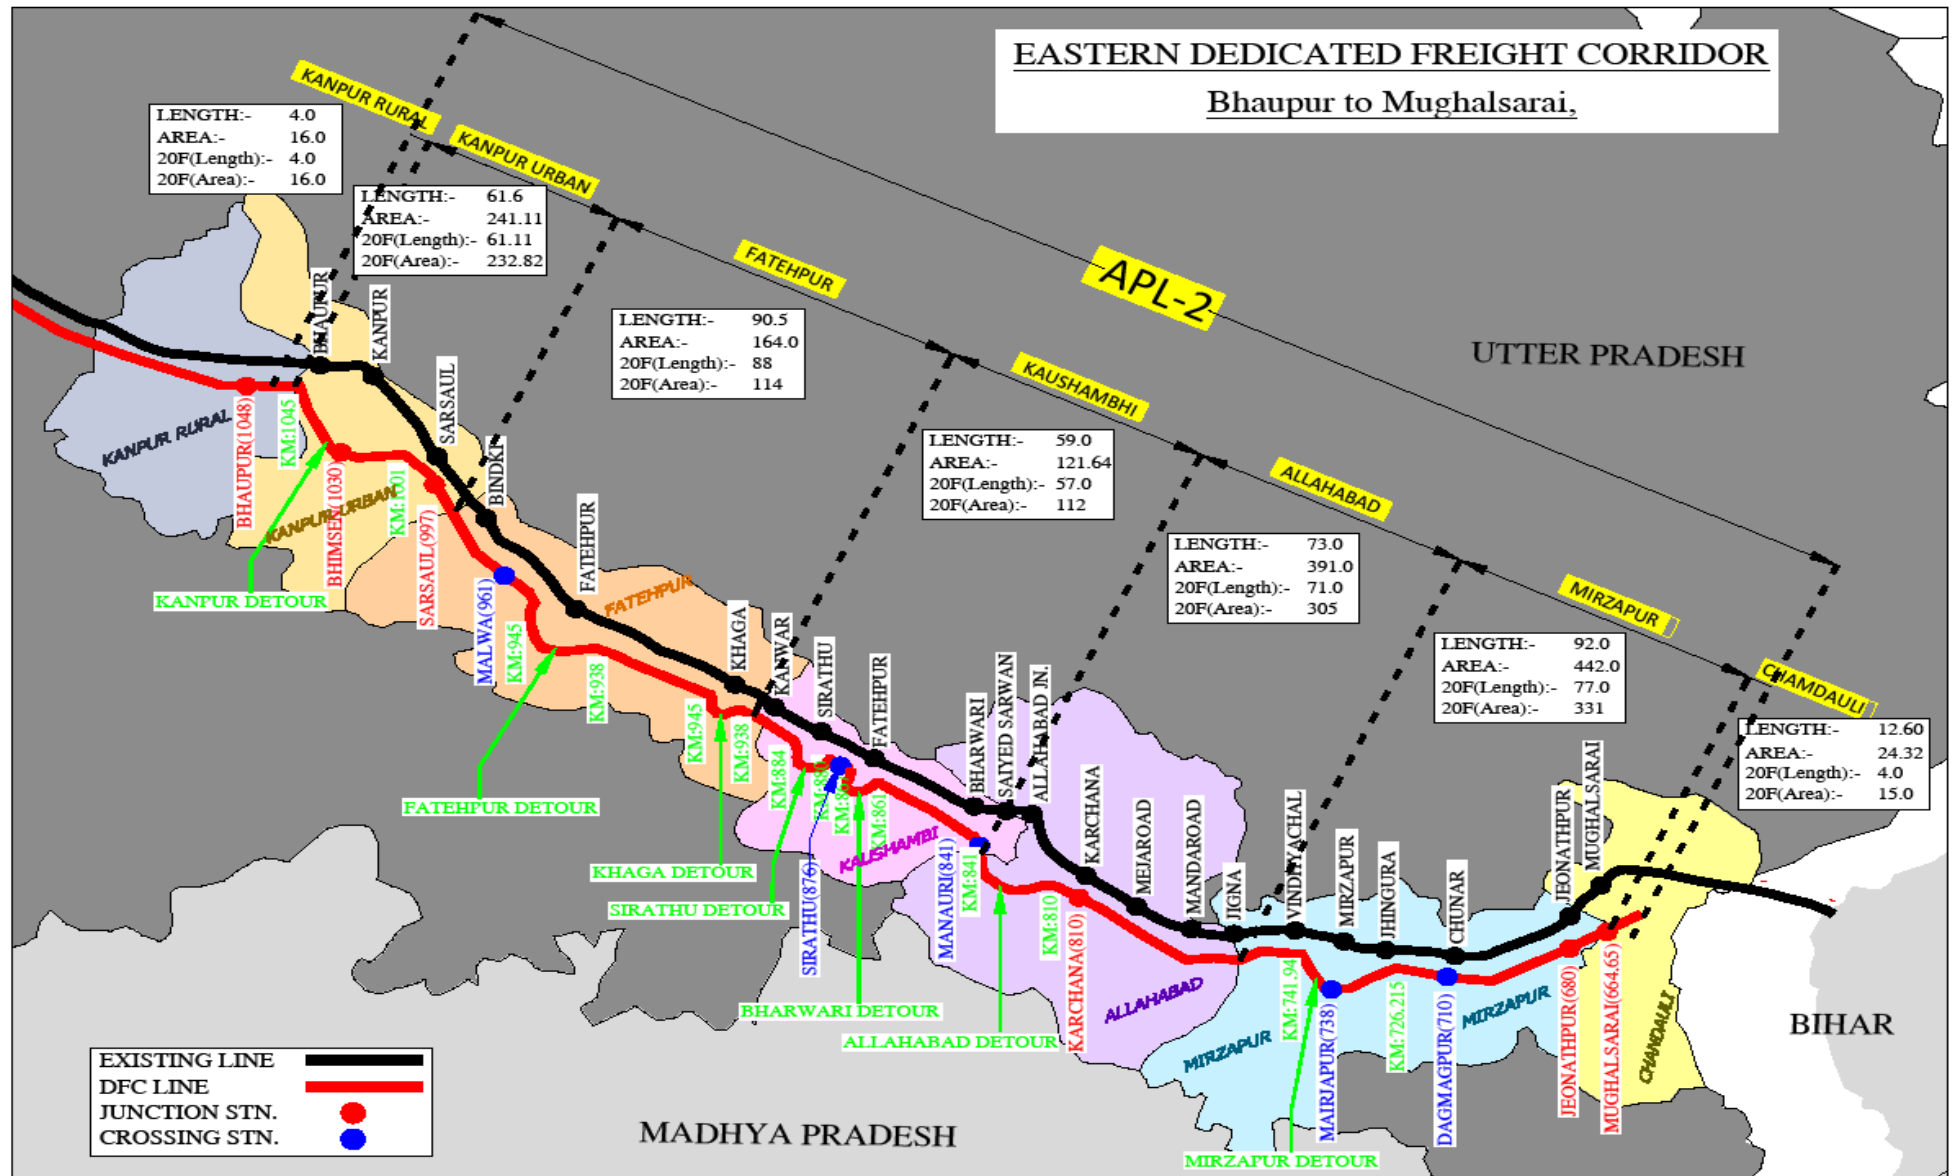 EASTERN DEDICATED FREIGHT CORRIDOR
Bhaupur to Mughalsarai,
KANPUR RURAL
KANPUR URBAN
FATEHPUR
KAUSHAMBHI
ALLAHABAD
MIRZAPUR
CHAMDAULI
APL-2
LENGTH:- 4.0
AREA:- 16.0
20F(Length):- 4.0
20F(Area):- 16.0
LENGTH:- 61.6
AREA:- 241.11
20F(Length):- 61.11
20F(Area):- 232.82
LENGTH:- 90.5
AREA:- 164.0
20F(Length):- 88
20F(Area):- 114
LENGTH:- 59.0
AREA:- 121.64
20F(Length):- 57.0
20F(Area):- 112
LENGTH:- 73.0
AREA:- 391.0
20F(Length):- 71.0
20F(Area):- 305
LENGTH:- 92.0
AREA:- 442.0
20F(Length):- 77.0
20F(Area):- 331
LENGTH:- 12.60
AREA:- 24.32
20F(Length):- 4.0
20F(Area):- 15.0
UTTER PRADESH
BIHAR
MADHYA PRADESH
BHAUPUR
KANPUR
SARSAUL
BINDKI
FATEHPUR
KHAGA
KANWAR
SIRATHU
FATEHPUR
BHARWARI
SAIYED SARWAN
ALLAHABAD JN.
KARCHANA
MEJAROAD
MANDAROAD
JIGNA
VINDHYACHAL
MIRZAPUR
JHINGURA
CHUNAR
JEONATHPUR
MUGHALSARAI
KANPUR RURAL
KANPUR URBAN
FATEHPUR
KAUSHAMBI
ALLAHABAD
MIRZAPUR
MIRZAPUR
CHANDAULI
BHAUPUR(1048)
KM:1045
BHIMSEN(1030)
KM:1001
SARSAUL(997)
MALWA(961)
KM:945
KM:938
KM:945
KM:938
KM:884
SIRATHU(876)
KM:861
MANAURI(841)
KM:841
KM:810
KARCHANA(810)
KM:741.94
MAIRJAPUR(738)
KM:726.215
DAGMAGPUR(710)
JEONATHPUR(680)
MUGHALSARAI(664.65)
KANPUR DETOUR
FATEHPUR DETOUR
KHAGA DETOUR
SIRATHU DETOUR
BHARWARI DETOUR
ALLAHABAD DETOUR
MIRZAPUR DETOUR
EXISTING LINE
DFC LINE
JUNCTION STN.
CROSSING STN.